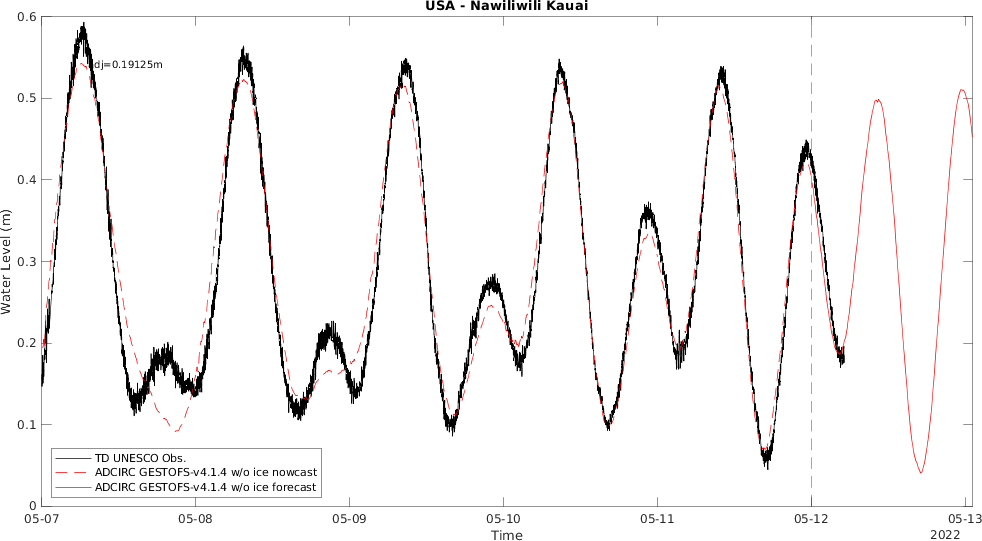 USA - Nawiliwili Kauai
0.6
dj=0.19125m
0.5
0.4
0.3
0.2
0.1
0
Water Level (m)
TD UNESCO Obs.
ADCIRC GESTOFS-v4.1.4 w/o ice nowcast
ADCIRC GESTOFS-v4.1.4 w/o ice forecast
05-07 05-08 05-09 05-10 05-11 05-12 05-13
Time
2022